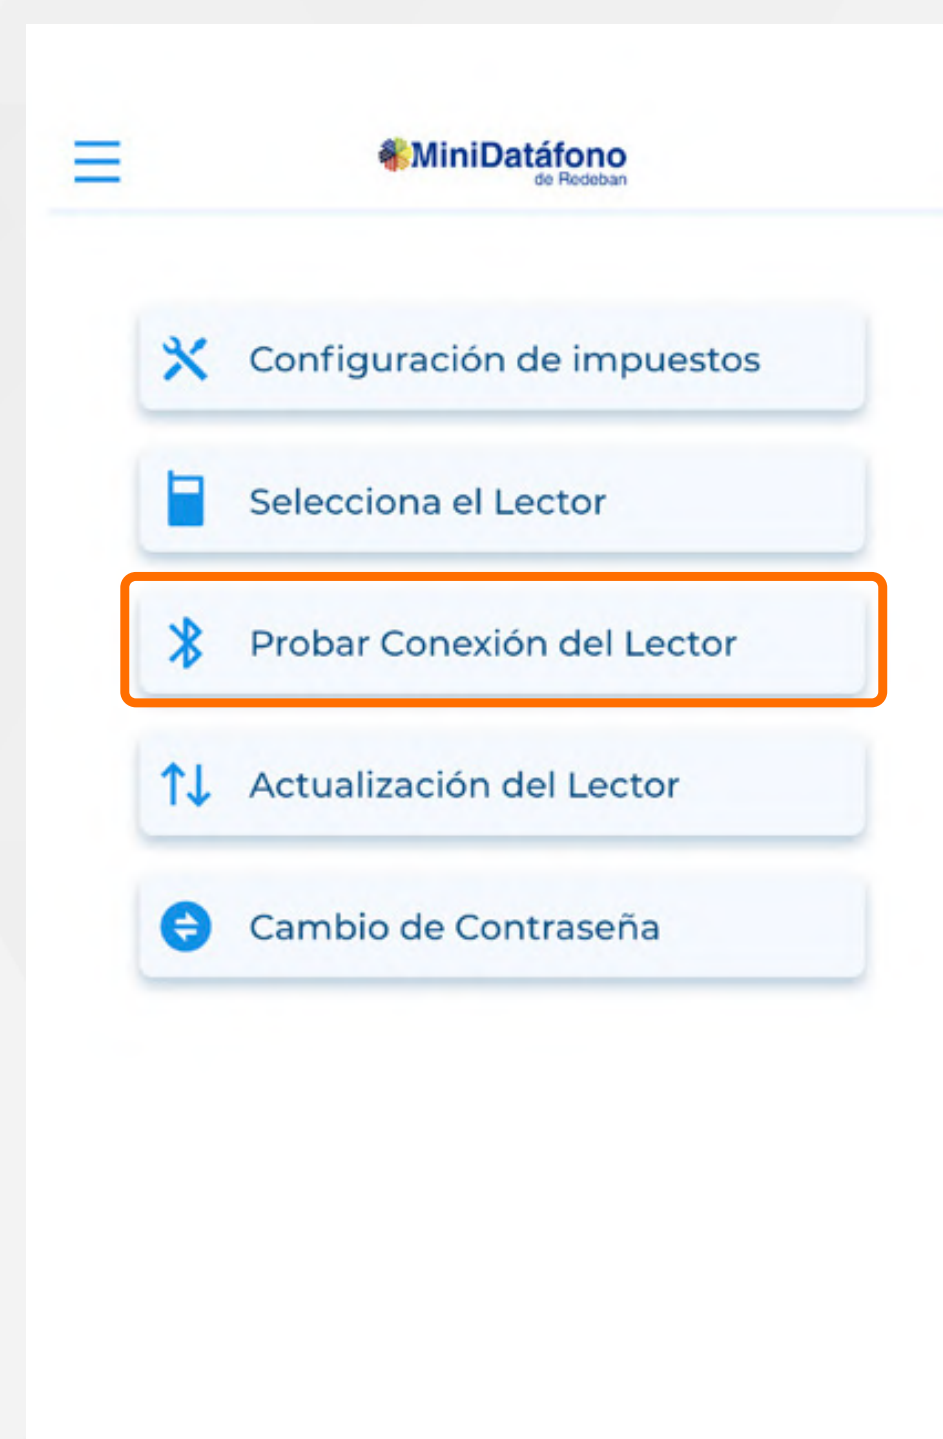 MiniDatáfono
de Redeban
Configuración de impuestos
Selecciona el Lector
Probar Conexión del Lector
Actualización del Lector
Cambio de Contraseña